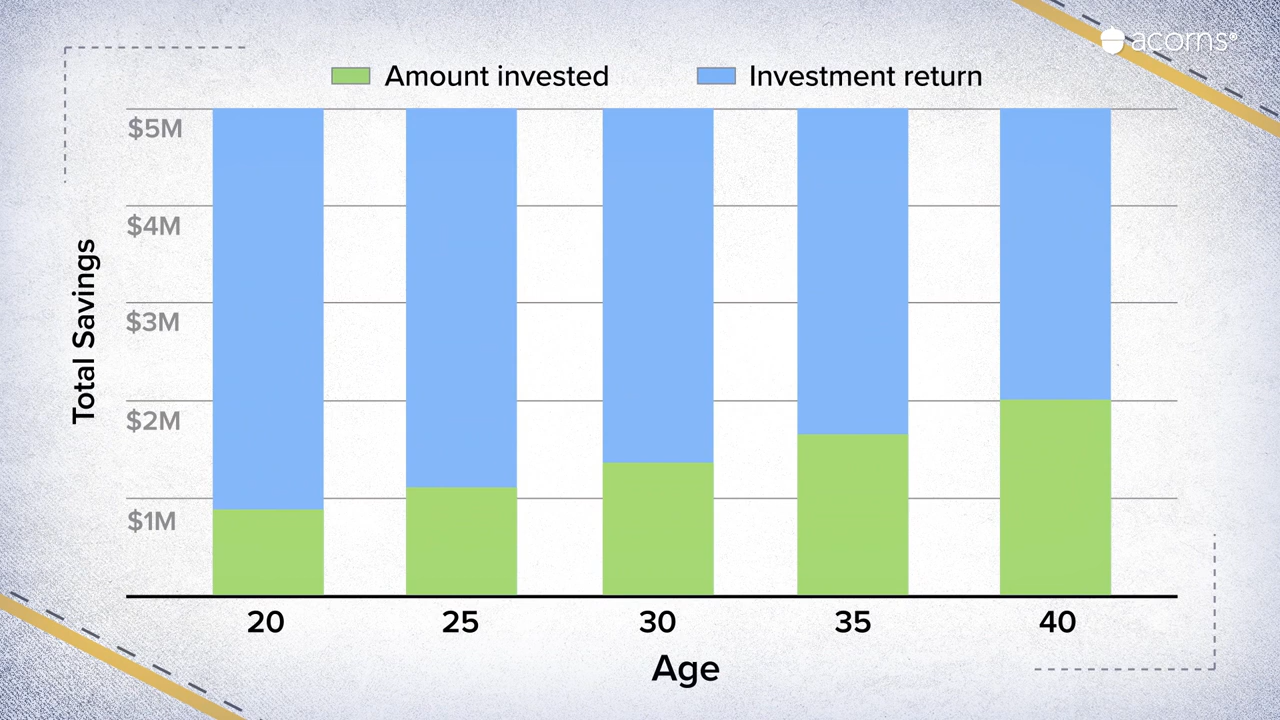 acorns®
Amount invested
Investment return
$5M
$4M
$3M
$2M
$1M
Total Savings
20
25
30
35
40
Age